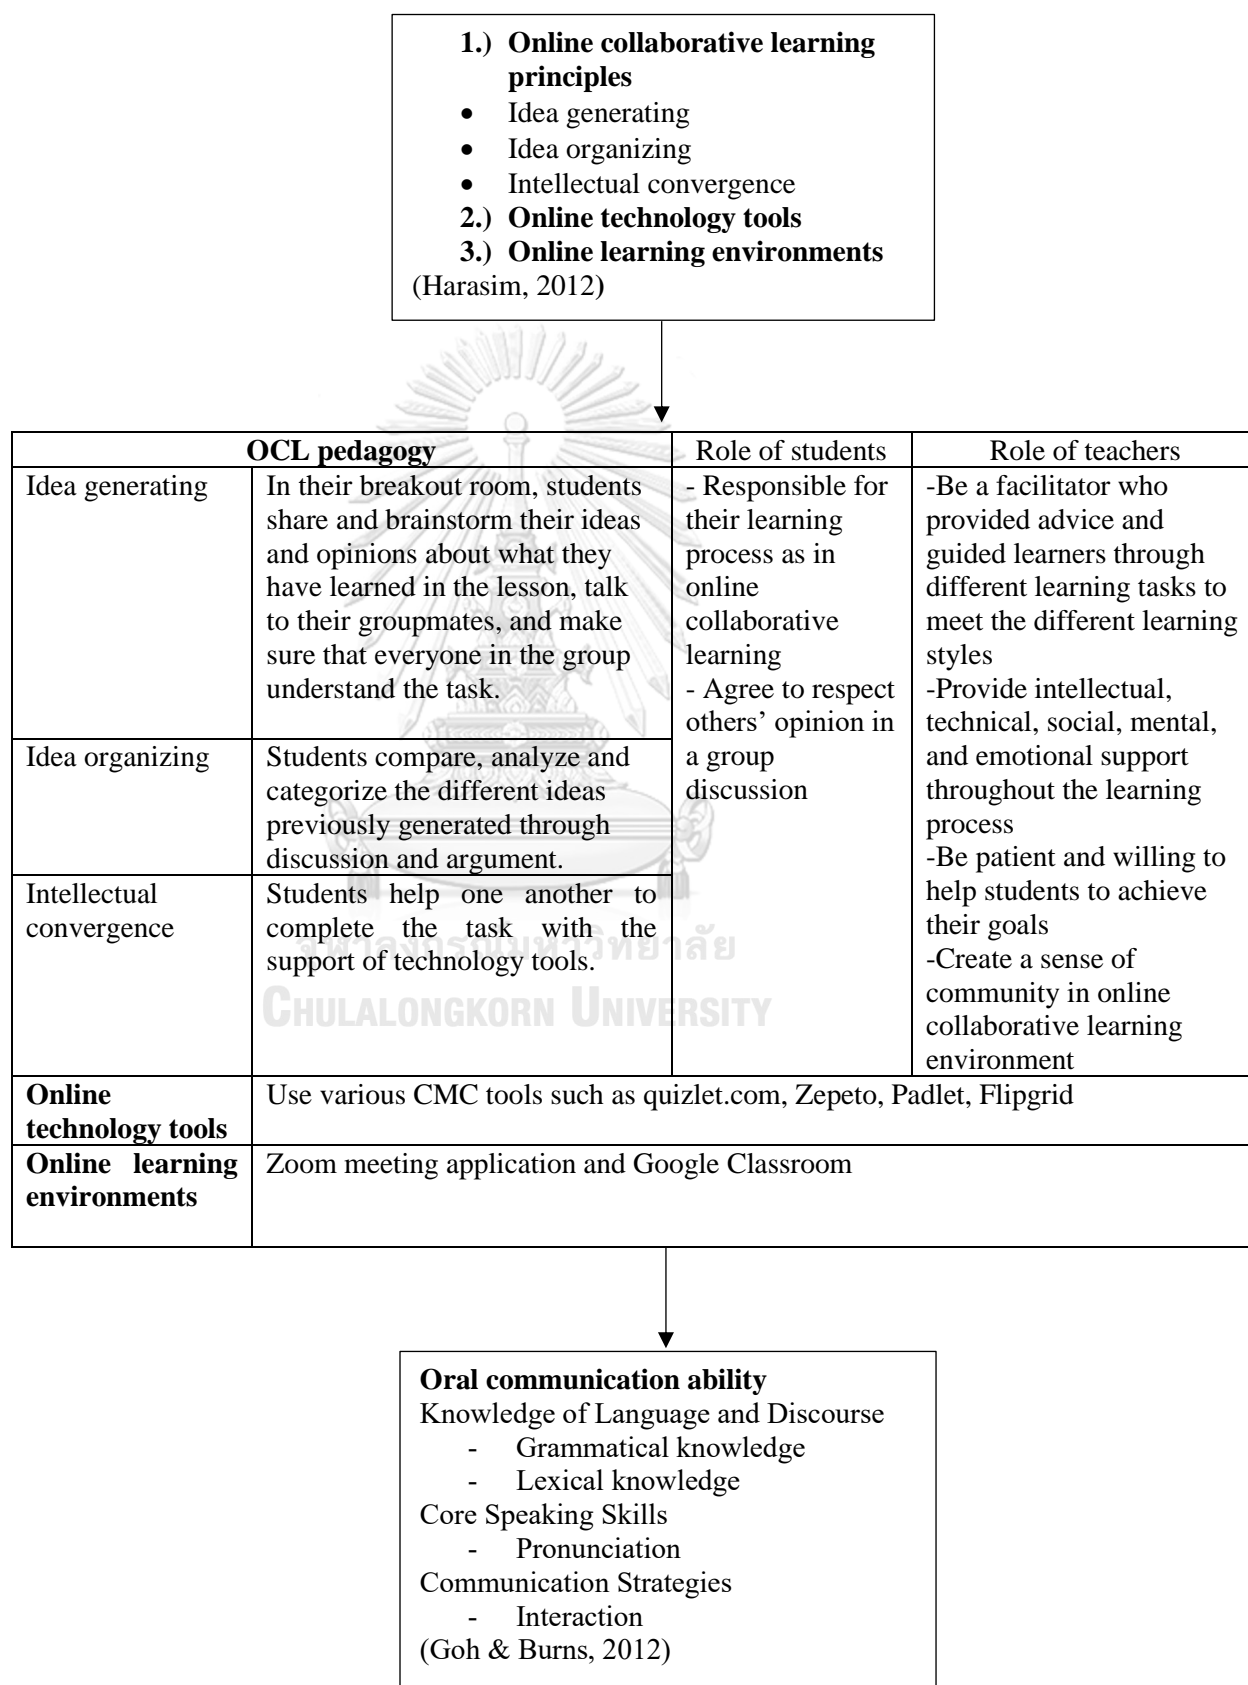 1.) Online collaborative learning
principles
• Idea generating
• Idea organizing
• Intellectual convergence
2.) Online technology tools
3.) Online learning environments
(Harasim, 2012)
OCL pedagogy
Role of students
Role of teachers
Idea generating
In their breakout room, students
share and brainstorm their ideas
and opinions about what they
have learned in the lesson, talk
to their groupmates, and make
sure that everyone in the group
understand the task.
- Responsible for
their learning
process as in
online
collaborative
learning
- Agree to respect
others’ opinion in
a group
discussion
-Be a facilitator who
provided advice and
guided learners through
different learning tasks to
meet the different learning
styles
-Provide intellectual,
technical, social, mental,
and emotional support
throughout the learning
process
-Be patient and willing to
help students to achieve
their goals
-Create a sense of
community in online
collaborative learning
environment
Idea organizing
Students compare, analyze and
categorize the different ideas
previously generated through
discussion and argument.
Intellectual
convergence
Students help one another to
complete the task with the
support of technology tools.
จุฬาลงกรณ์มหาวิทยาลัย
CHULALONGKORN UNIVERSITY
Online
technology tools
Use various CMC tools such as quizlet.com, Zepeto, Padlet, Flipgrid
Online learning
environments
Zoom meeting application and Google Classroom
Oral communication ability
Knowledge of Language and Discourse
- Grammatical knowledge
- Lexical knowledge
Core Speaking Skills
- Pronunciation
Communication Strategies
- Interaction
(Goh & Burns, 2012)